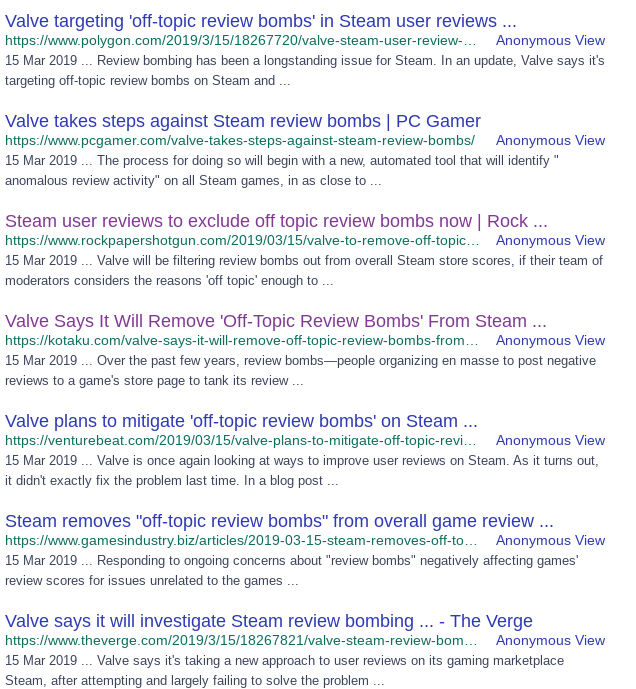 Valve targeting 'off-topic review bombs' in Steam user reviews ...
https://www.polygon.com/2019/3/15/18267720/valve-steam-user-review-... Anonymous View
15 Mar 2019 ... Review bombing has been a longstanding issue for Steam. In an update, Valve says it's
targeting off-topic review bombs on Steam and ...
Valve takes steps against Steam review bombs | PC Gamer
https://www.pcgamer.com/valve-takes-steps-against-steam-review-bombs/ Anonymous View
15 Mar 2019 ... The process for doing so will begin with a new, automated tool that will identify "
anomalous review activity" on all Steam games, in as close to ...
Steam user reviews to exclude off topic review bombs now | Rock ...
https://www.rockpapershotgun.com/2019/03/15/valve-to-remove-off-topic... Anonymous View
15 Mar 2019 ... Valve will be filtering review bombs out from overall Steam store scores, if their team of
moderators considers the reasons 'off topic' enough to ...
Valve Says It Will Remove 'Off-Topic Review Bombs' From Steam ...
https://kotaku.com/valve-says-it-will-remove-off-topic-review-bombs-from... Anonymous View
15 Mar 2019 ... Over the past few years, review bombs—people organizing en masse to post negative
reviews to a game's store page to tank its review ...
Valve plans to mitigate 'off-topic review bombs' on Steam ...
https://venturebeat.com/2019/03/15/valve-plans-to-mitigate-off-topic-revi... Anonymous View
15 Mar 2019 ... Valve is once again looking at ways to improve user reviews on Steam. As it turns out,
it didn't exactly fix the problem last time. In a blog post ...
Steam removes "off-topic review bombs" from overall game review ...
https://www.gamesindustry.biz/articles/2019-03-15-steam-removes-off-to... Anonymous View
15 Mar 2019 ... Responding to ongoing concerns about "review bombs" negatively affecting games'
review scores for issues unrelated to the games ...
Valve says it will investigate Steam review bombing ... - The Verge
https://www.theverge.com/2019/3/15/18267821/valve-steam-review-bom... Anonymous View
15 Mar 2019 ... Valve says it's taking a new approach to user reviews on its gaming marketplace
Steam, after attempting and largely failing to solve the problem ...